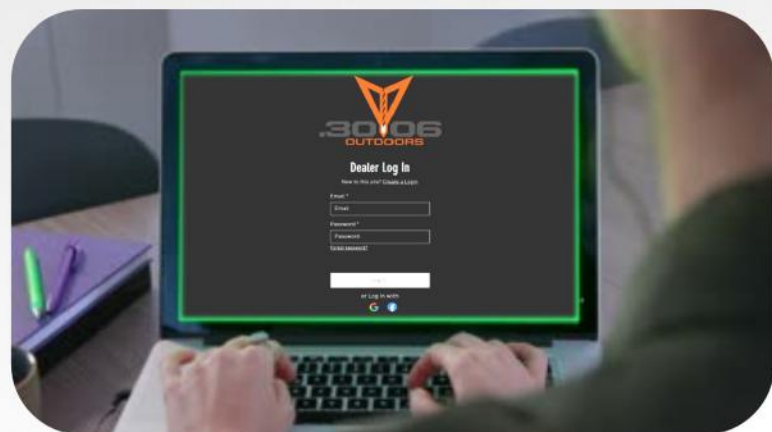 .30-06
OUTDOORS
Dealer Log In
New to this site? Create a Login
Email *
Email
Password *
Password
Forgot password?
or Log In with